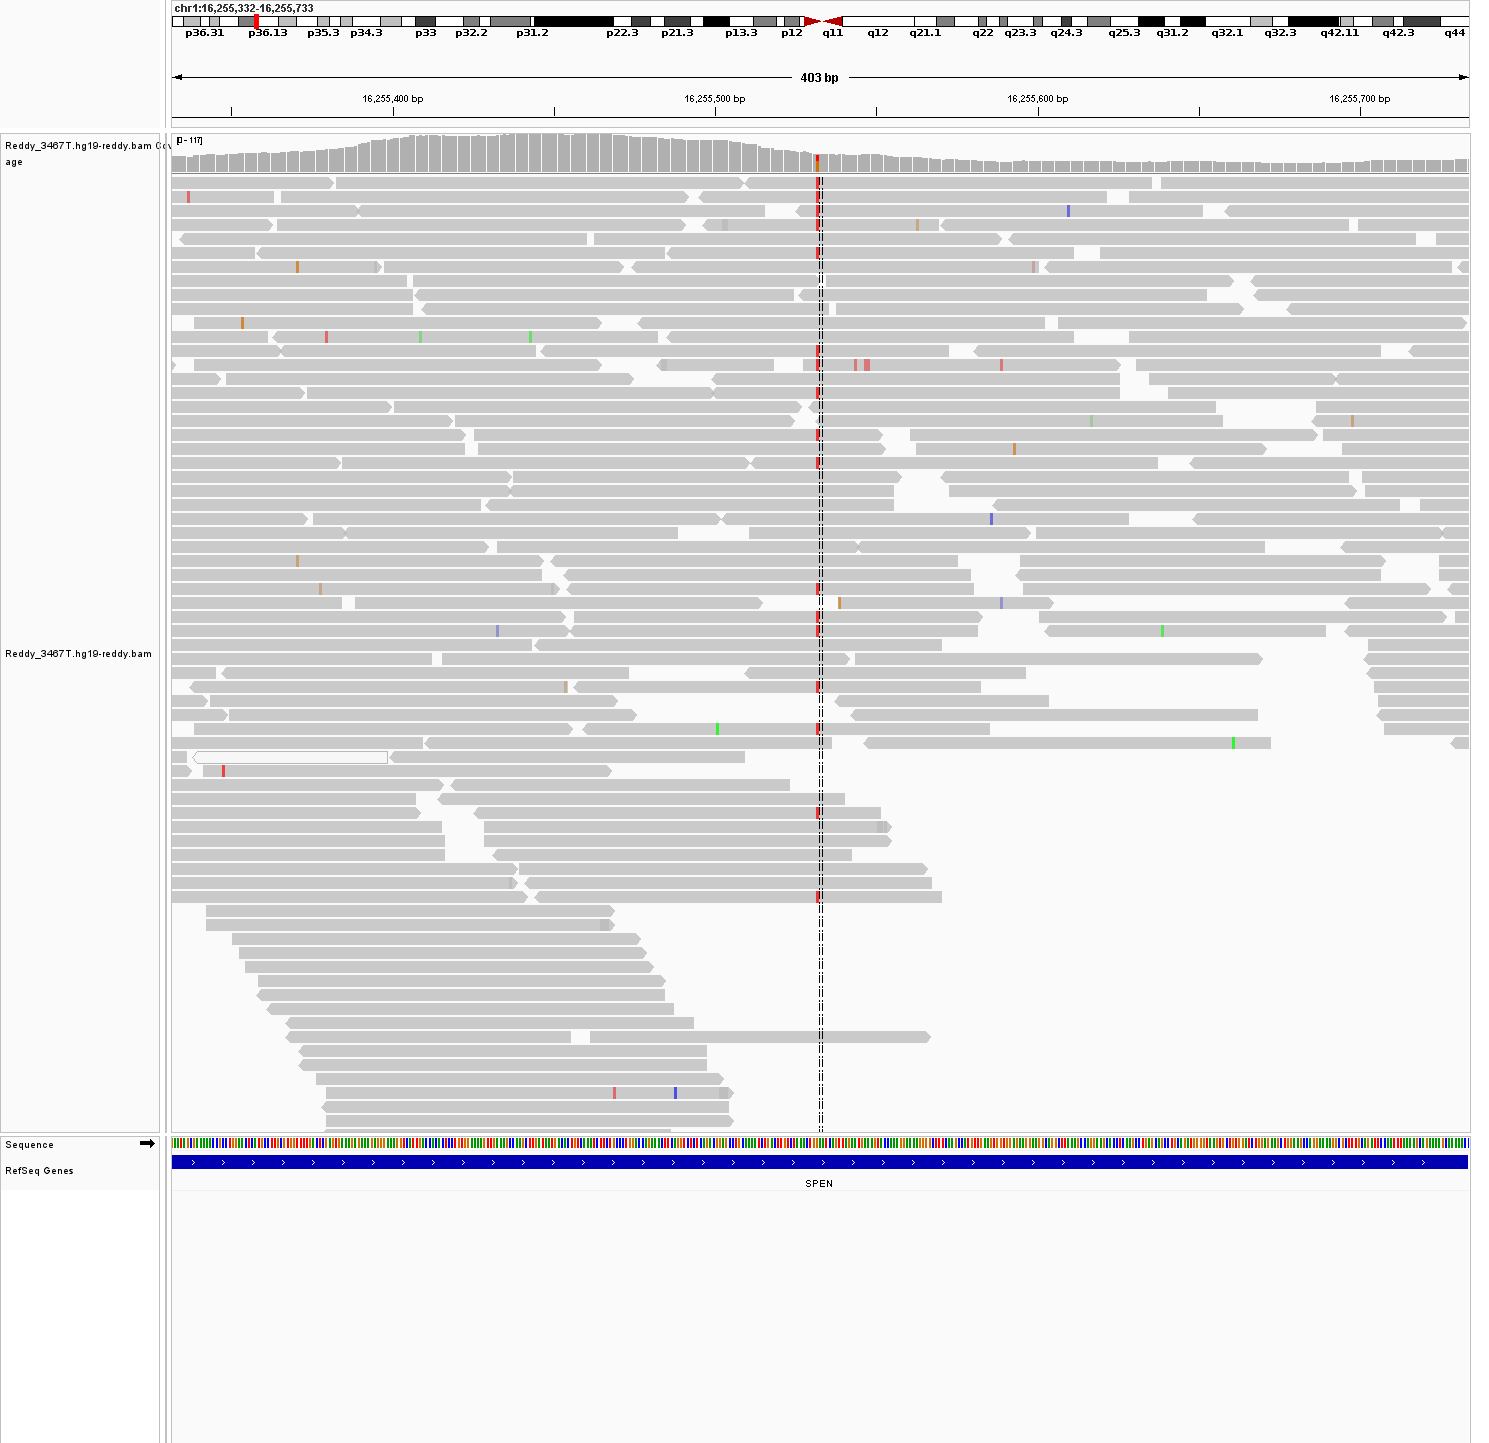 chr1:16,255,332-16,255,733
p36.31 p36.13 p35.3 p34.3 p33 p32.2 p31.2 p22.3 p21.3 p13.3 p12 q11 q12 q21.1 q22 q23.3 q24.3 q25.3 q31.2 q32.1 q32.3 q42.11 q42.3 q44
403 bp
16,255,400 bp 16,255,500 bp 16,255,600 bp 16,255,700 bp
Reddy_3467T.hg19-reddy.bam Cov
age
[0 - 117]
Reddy_3467T.hg19-reddy.bam
Sequence
RefSeq Genes
SPEN